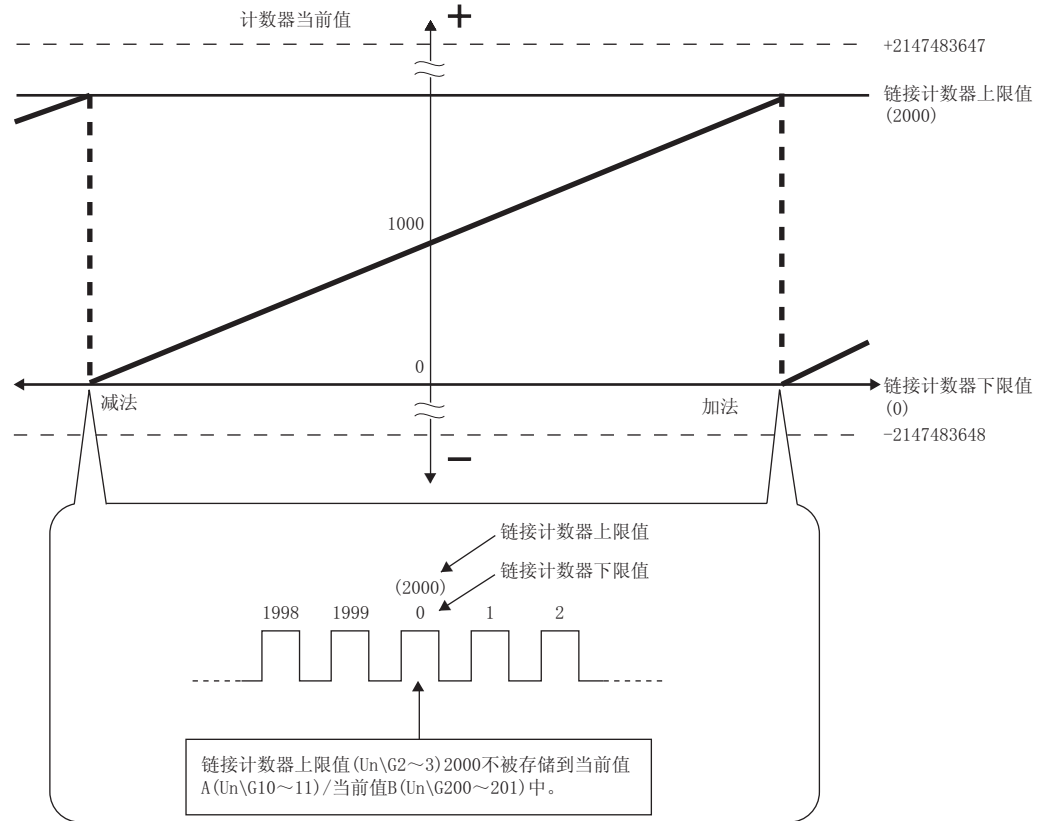 计数器当前值
+
+2147483647
链接计数器上限值
(2000)
1000
0
链接计数器下限值
(0)
减法
加法
-2147483648
−
链接计数器上限值
链接计数器下限值
(2000)
1998 1999 0 1 2
链接计数器上限值(Un\G2～3)2000不被存储到当前值
A(Un\G10～11)/当前值B(Un\G200～201)中。